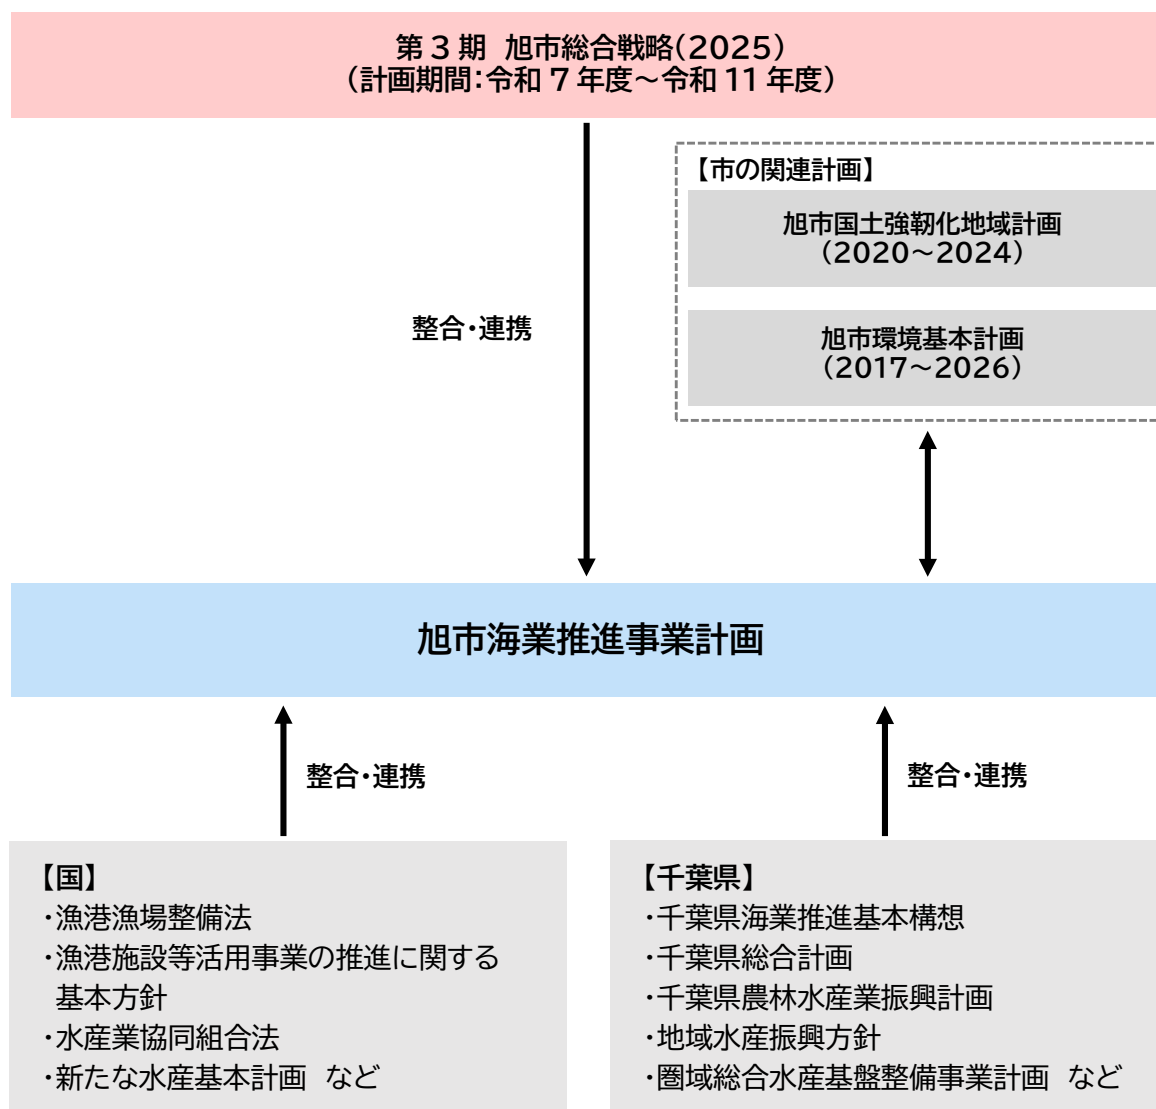 第3期 旭市総合戦略(2025)
(計画期間:令和7年度~令和11年度)
【市の関連計画】
旭市国土強靭化地域計画
(2020~2024)
整合・連携
旭市環境基本計画
(2017~2026)
旭市海業推進事業計画
整合・連携
整合・連携
【国】
・漁港漁場整備法
・漁港施設等活用事業の推進に関する
基本方針
・水産業協同組合法
・新たな水産基本計画 など
【千葉県】
・千葉県海業推進基本構想
・千葉県総合計画
・千葉県農林水産業振興計画
・地域水産振興方針
・圏域総合水産基盤整備事業計画 など